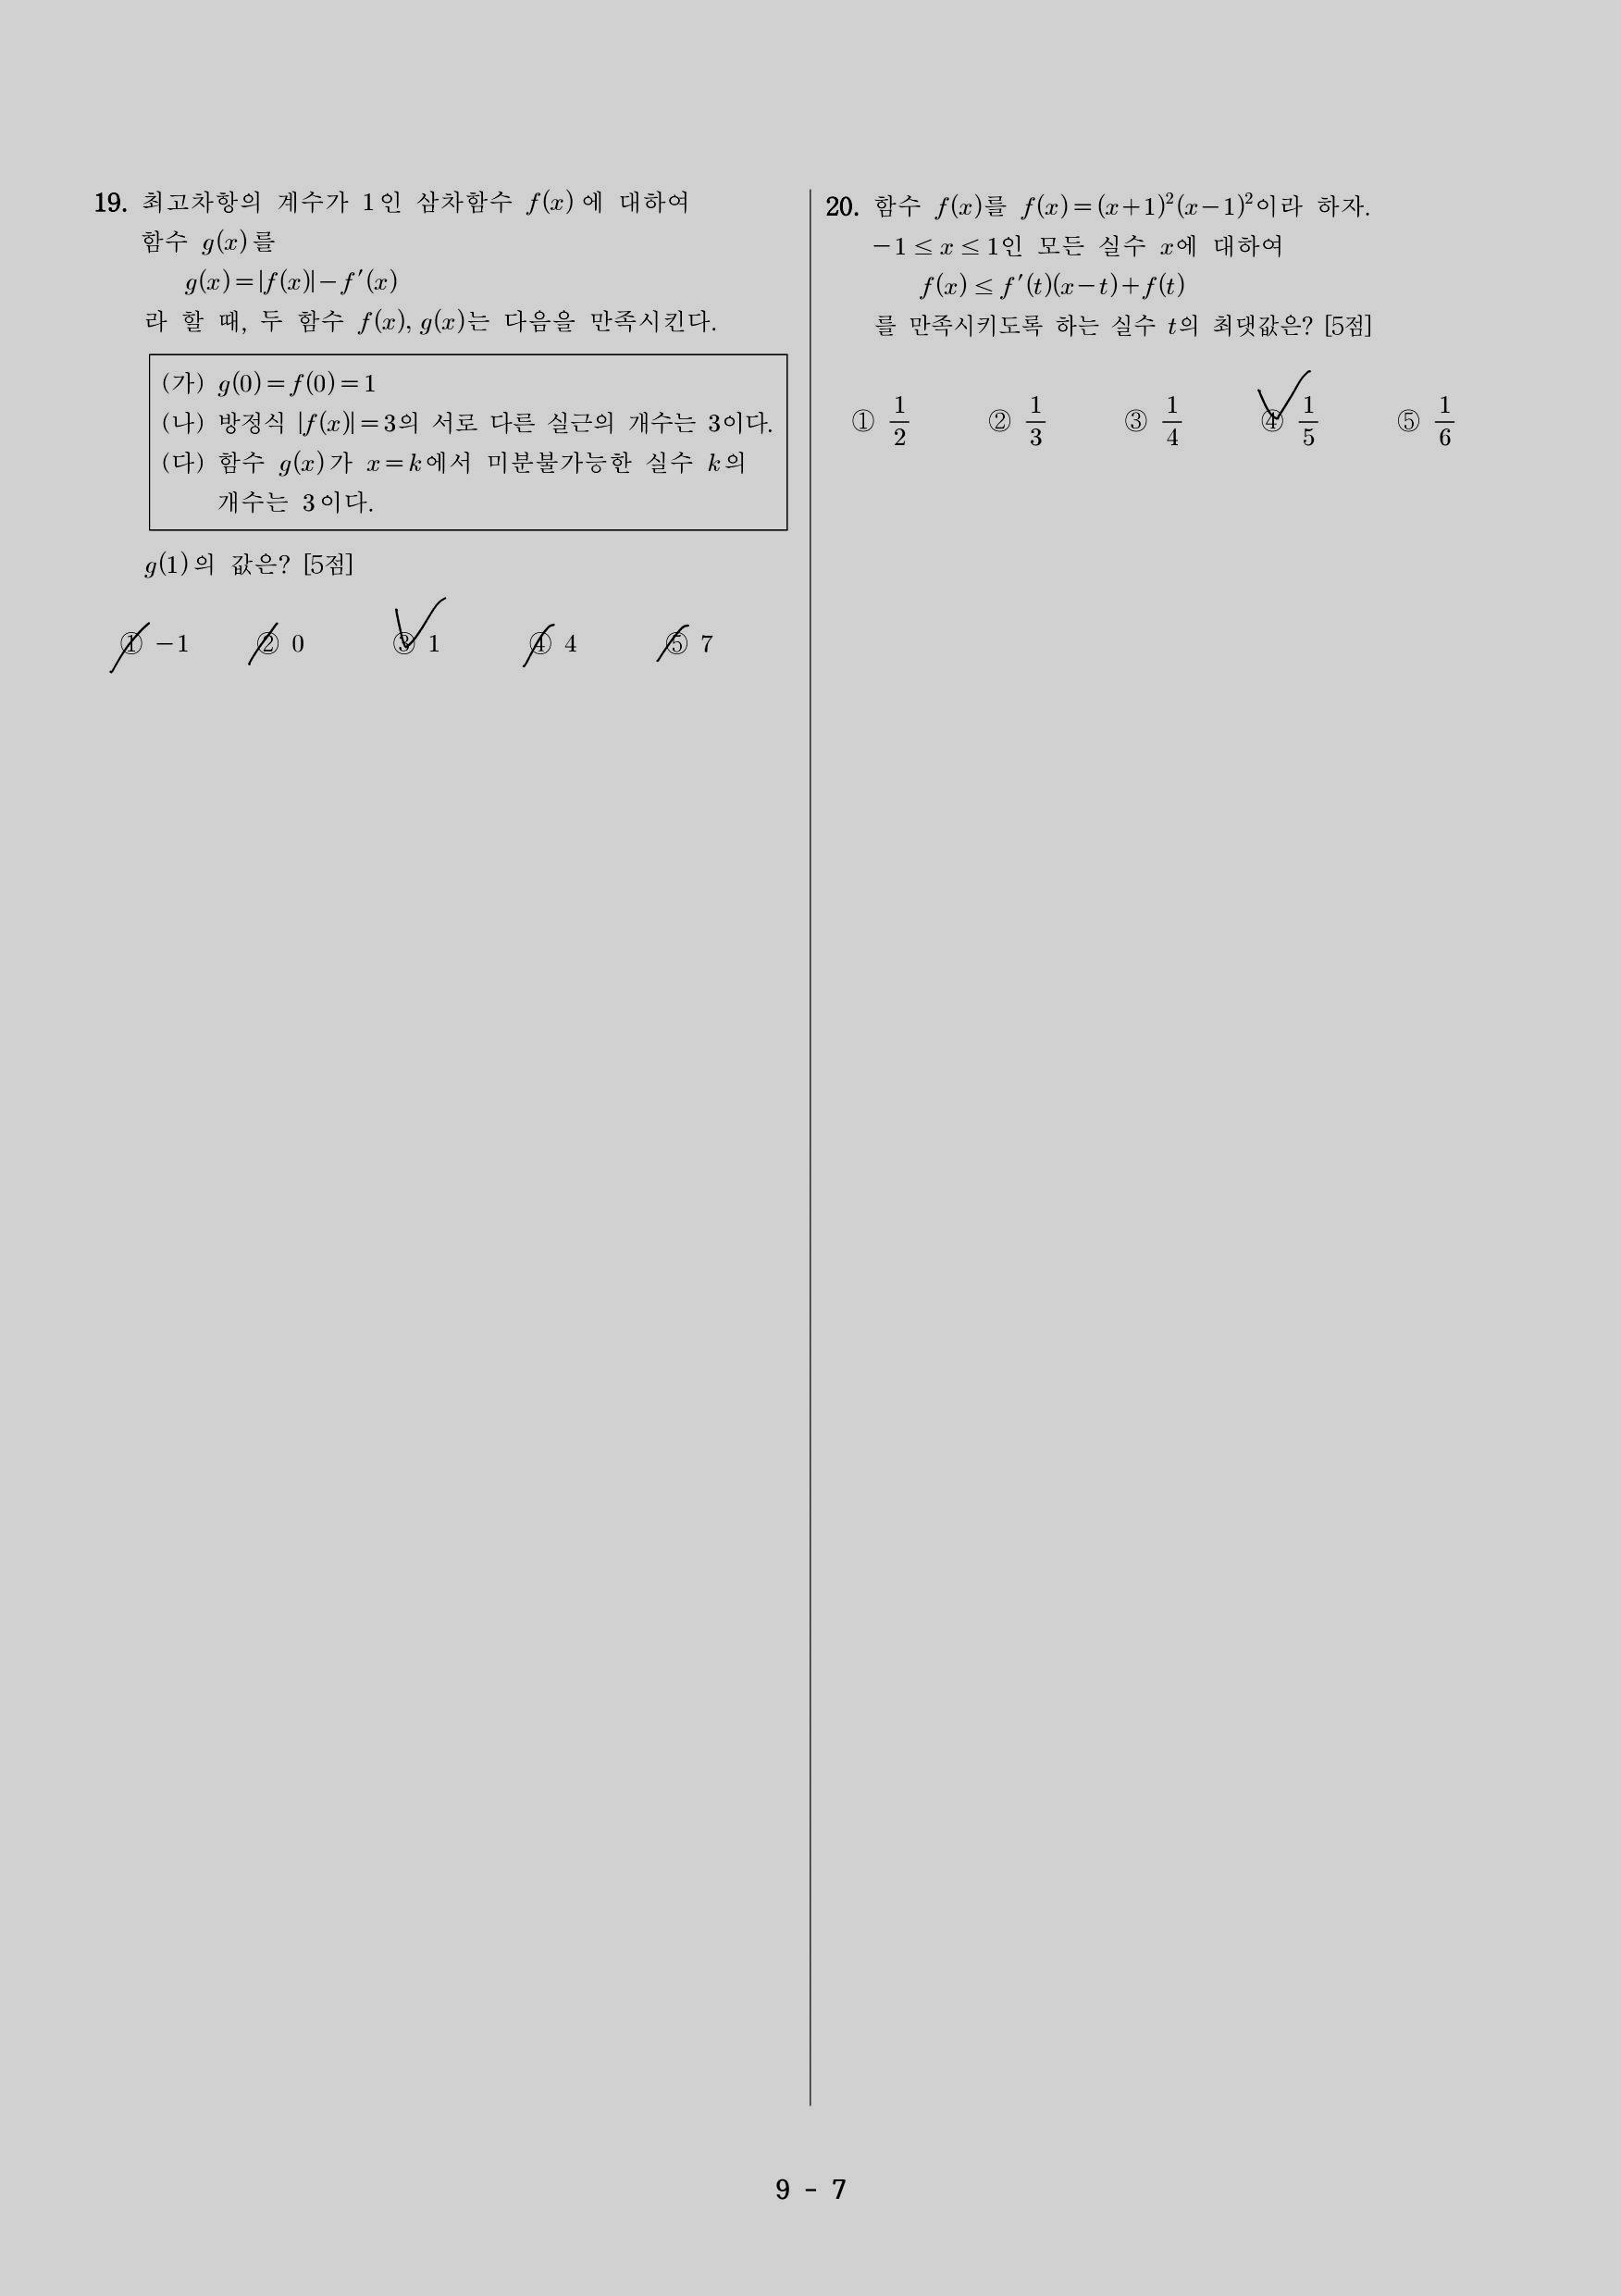 19. 최고차항의 계수가 1인 삼차함수 f(x)에 대하여
함수 g(x)를
g(x)=|f(x)|-f′(x)
라 할 때, 두 함수 f(x), g(x)는 다음을 만족시킨다.
(가) g(0)=f(0)=1
(나) 방정식 |f(x)|=3의 서로 다른 실근의 개수는 3이다.
(다) 함수 g(x)가 x=k에서 미분불가능한 실수 k의
개수는 3이다.
g(1)의 값은? [5점]
① -1 ② 0 ③ 1 ④ 4 ⑤ 7
20. 함수 f(x)를 f(x)=(x+1)²(x-1)²이라 하자.
-1≤x≤1인 모든 실수 x에 대하여
f(x)≤f′(t)(x-t)+f(t)
를 만족시키도록 하는 실수 t의 최댓값은? [5점]
① 1/2 ② 1/3 ③ 1/4 ④ 1/5 ⑤ 1/6
9 - 7